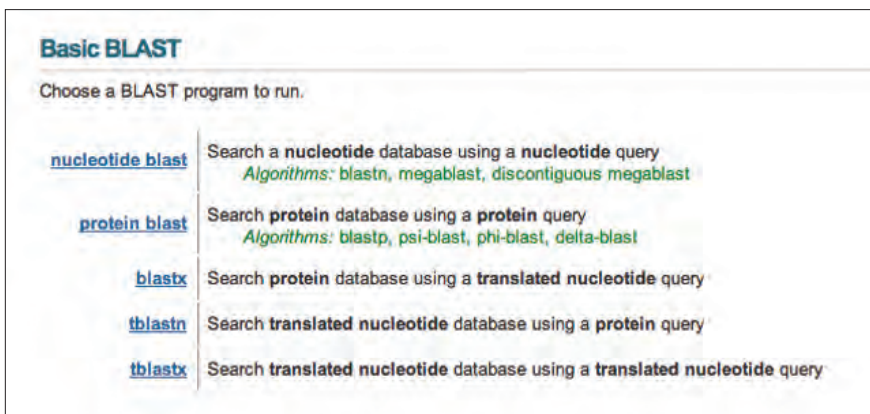 Basic BLAST
Choose a BLAST program to run.
nucleotide blast
Search a nucleotide database using a nucleotide query
Algorithms: blastn, megablast, discontiguous megablast
protein blast
Search protein database using a protein query
Algorithms: blastp, psi-blast, phi-blast, delta-blast
blastx
Search protein database using a translated nucleotide query
tblastn
Search translated nucleotide database using a protein query
tblastx
Search translated nucleotide database using a translated nucleotide query